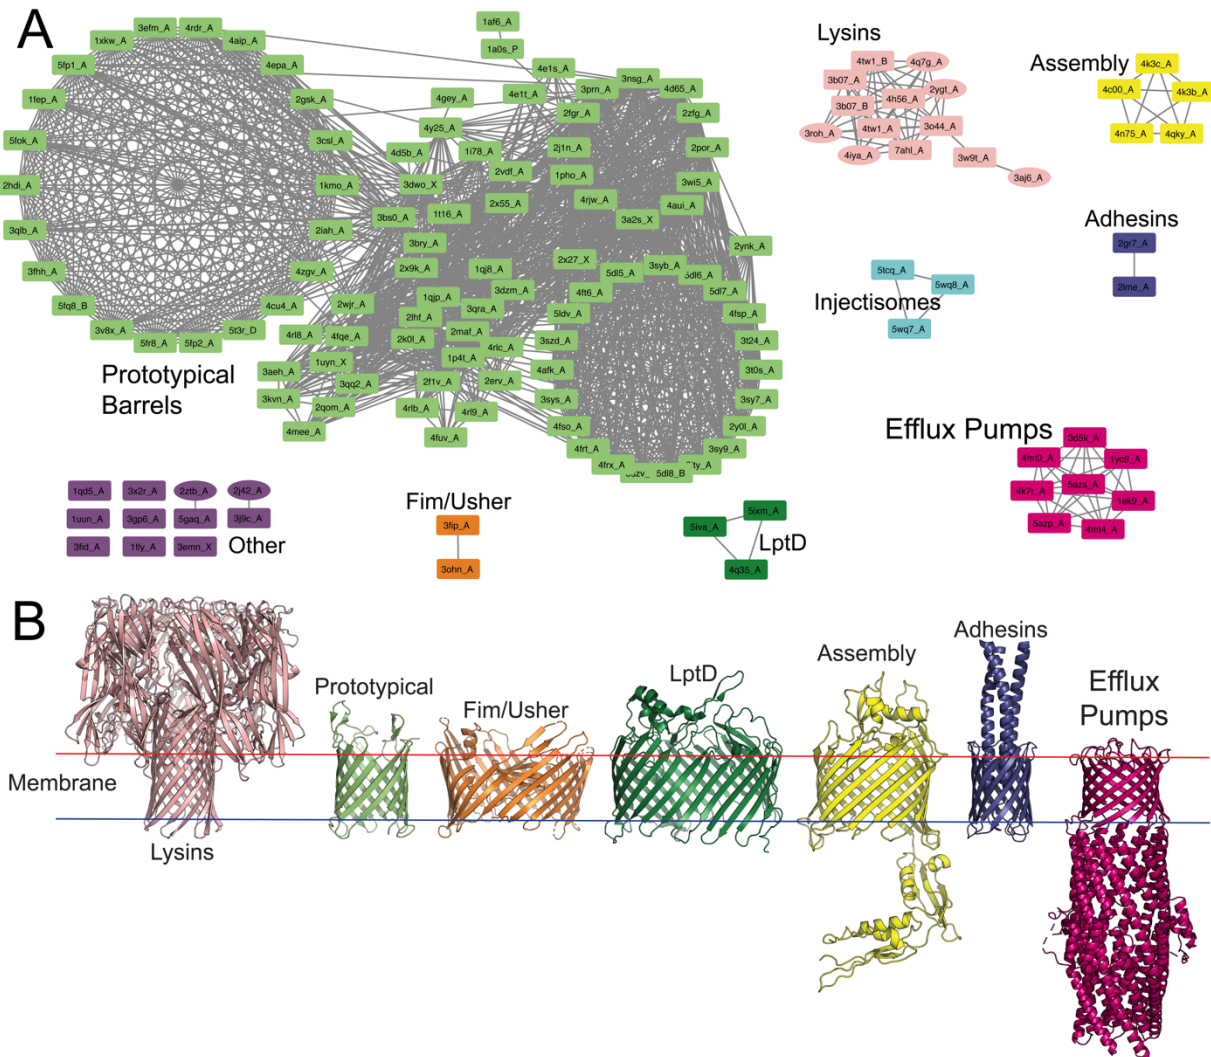 A
3efm_A
4rdr_A
1xkw_A
4aip_A
5fp1_A
4epa_A
1fep_A
2gsk_A
5fok_A
3csl_A
2hdi_A
1kmo_A
3qlb_A
2iah_A
3fhh_A
4zgv_A
5fq8_B
4cu4_A
3v8x_A
5t3r_D
5fr8_A
5fp2_A
Prototypical
Barrels
1af6_A
1a0s_P
4e1s_A
4e1t_A
4gey_A
4y25_A
4d5b_A
1i78_A
3dwo_X
2vdf_A
3bs0_A
1t16_A
2x55_A
3bry_A
2x9k_A
1qj8_A
2wjr_A
1qjp_A
3dzm_A
2lhf_A
3qra_A
4rl8_A
4fqe_A
2k0l_A
2maf_A
4rlc_A
1uyn_X
1p4t_A
3aeh_A
3qq2_A
2f1v_A
2erv_A
3kvn_A
2qom_A
4rlb_A
4rl9_A
4mee_A
4fuv_A
3nsg_A
3prn_A
4d65_A
2fgr_A
2zfg_A
2j1n_A
2por_A
1pho_A
3wi5_A
4rjw_A
4aui_A
3a2s_X
2ynk_A
2x27_X
5dl5_A
3syb_A
5dl6_A
4ft6_A
5dl7_A
5ldv_A
4fsp_A
3szd_A
3t24_A
4afk_A
3t0s_A
3sys_A
3sy7_A
4fso_A
2y0l_A
4frt_A
3sy9_A
4frx_A
5dl8_B
Lysins
4tw1_B
4q7g_A
3b07_A
2ygt_A
3b07_B
4h56_A
3roh_A
4tw1_A
3o44_A
4iya_A
7ahl_A
3w9t_A
3aj6_A
Assembly
4k3c_A
4c00_A
4k3b_A
4n75_A
4qky_A
Adhesins
2gr7_A
2lme_A
5tcq_A
5wq8_A
Injectisomes
5wq7_A
Efflux Pumps
3d5k_A
4mt0_A
1yc9_A
4k7r_A
5azs_A
1ek9_A
5azp_A
4mt4_A
1qd5_A
3x2r_A
2ztb_A
2j42_A
1uun_A
3gp6_A
5gaq_A
3j9c_A
3fid_A
1tly_A
3emn_X
Other
Fim/Usher
3fip_A
3ohn_A
5ixm_A
5iva_A
LptD
4q35_A
B
Lysins
Membrane
Prototypical
Fim/Usher
LptD
Assembly
Adhesins
Efflux
Pumps